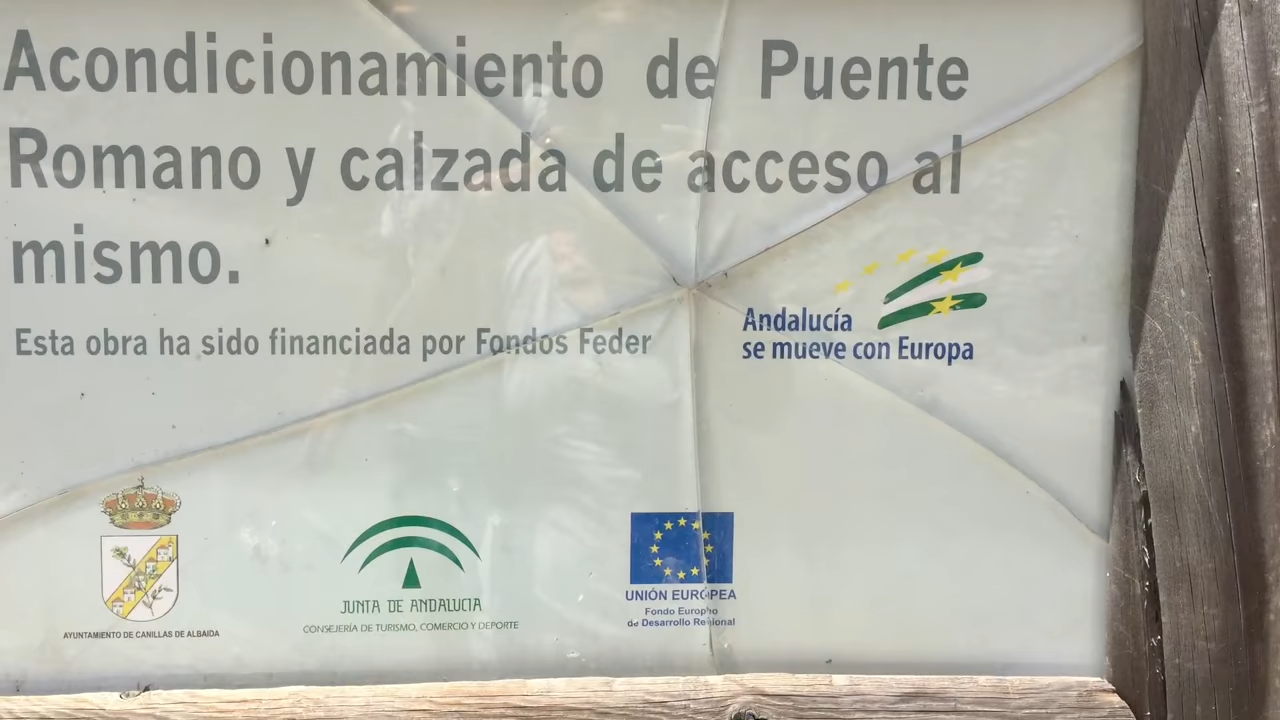 Acondicionamiento de Puente
Romano y calzada de acceso al
mismo.
Esta obra ha sido financiada por Fondos Feder
Andalucía
se mueve con Europa
AYUNTAMIENTO DE CANILLAS DE ALBAIDA
JUNTA DE ANDALUCIA
CONSEJERÍA DE TURISMO, COMERCIO Y DEPORTE
UNIÓN EUROPEA
Fondo Europeo
de Desarrollo Regional